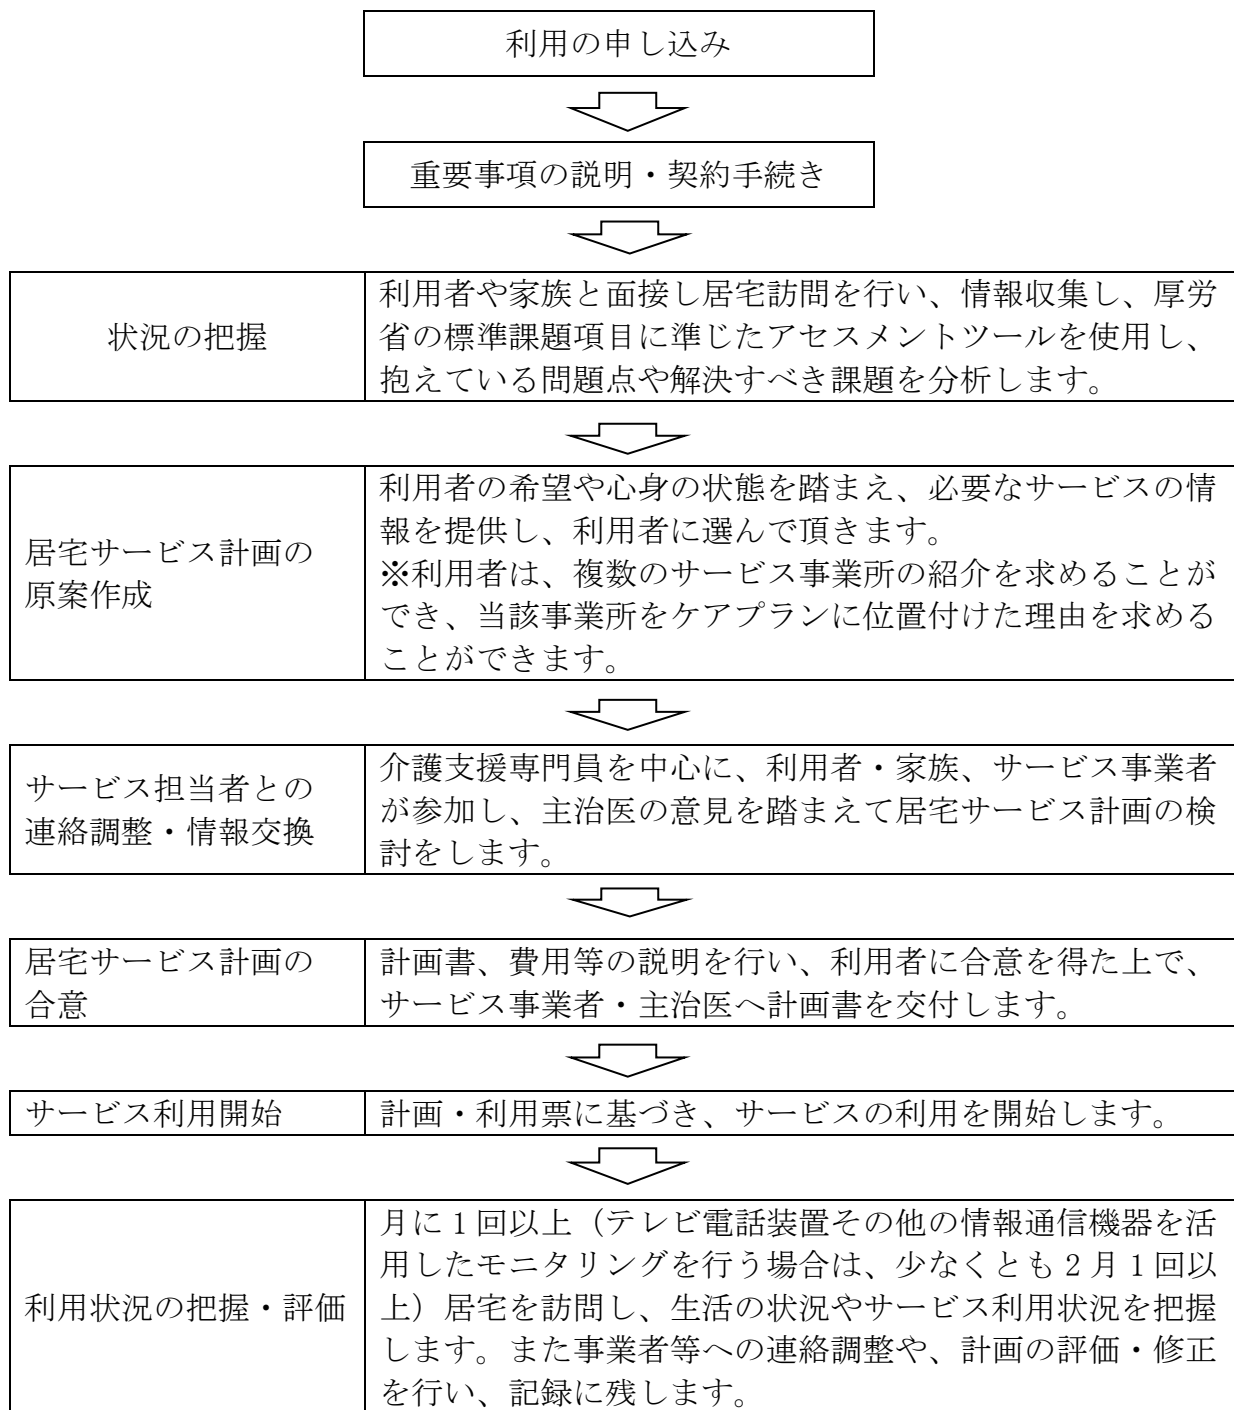 利用の申し込み
重要事項の説明・契約手続き
状況の把握
利用者や家族と面接し居宅訪問を行い、情報収集し、厚労
省の標準課題項目に準じたアセスメントツールを使用し、
抱えている問題点や解決すべき課題を分析します。
居宅サービス計画の
原案作成
利用者の希望や心身の状態を踏まえ、必要なサービスの情
報を提供し、利用者に選んで頂きます。
※利用者は、複数のサービス事業所の紹介を求めることが
でき、当該事業所をケアプランに位置付けた理由を求める
ことができます。
サービス担当者との
連絡調整・情報交換
介護支援専門員を中心に、利用者・家族、サービス事業者
が参加し、主治医の意見を踏まえて居宅サービス計画の検
討をします。
居宅サービス計画の
合意
計画書、費用等の説明を行い、利用者に合意を得た上で、
サービス事業者・主治医へ計画書を交付します。
サービス利用開始
計画・利用票に基づき、サービスの利用を開始します。
利用状況の把握・評価
月に1回以上（テレビ電話装置その他の情報通信機器を活
用したモニタリングを行う場合は、少なくとも2月1回以
上）居宅を訪問し、生活の状況やサービス利用状況を把握
します。また事業者等への連絡調整や、計画の評価・修正
を行い、記録に残します。